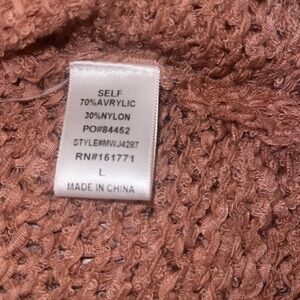 SELF
70%AVRYLIC
30%NYLON
PO#84452
STYLE#MWJ4287
RN#161771
L
MADE IN CHINA